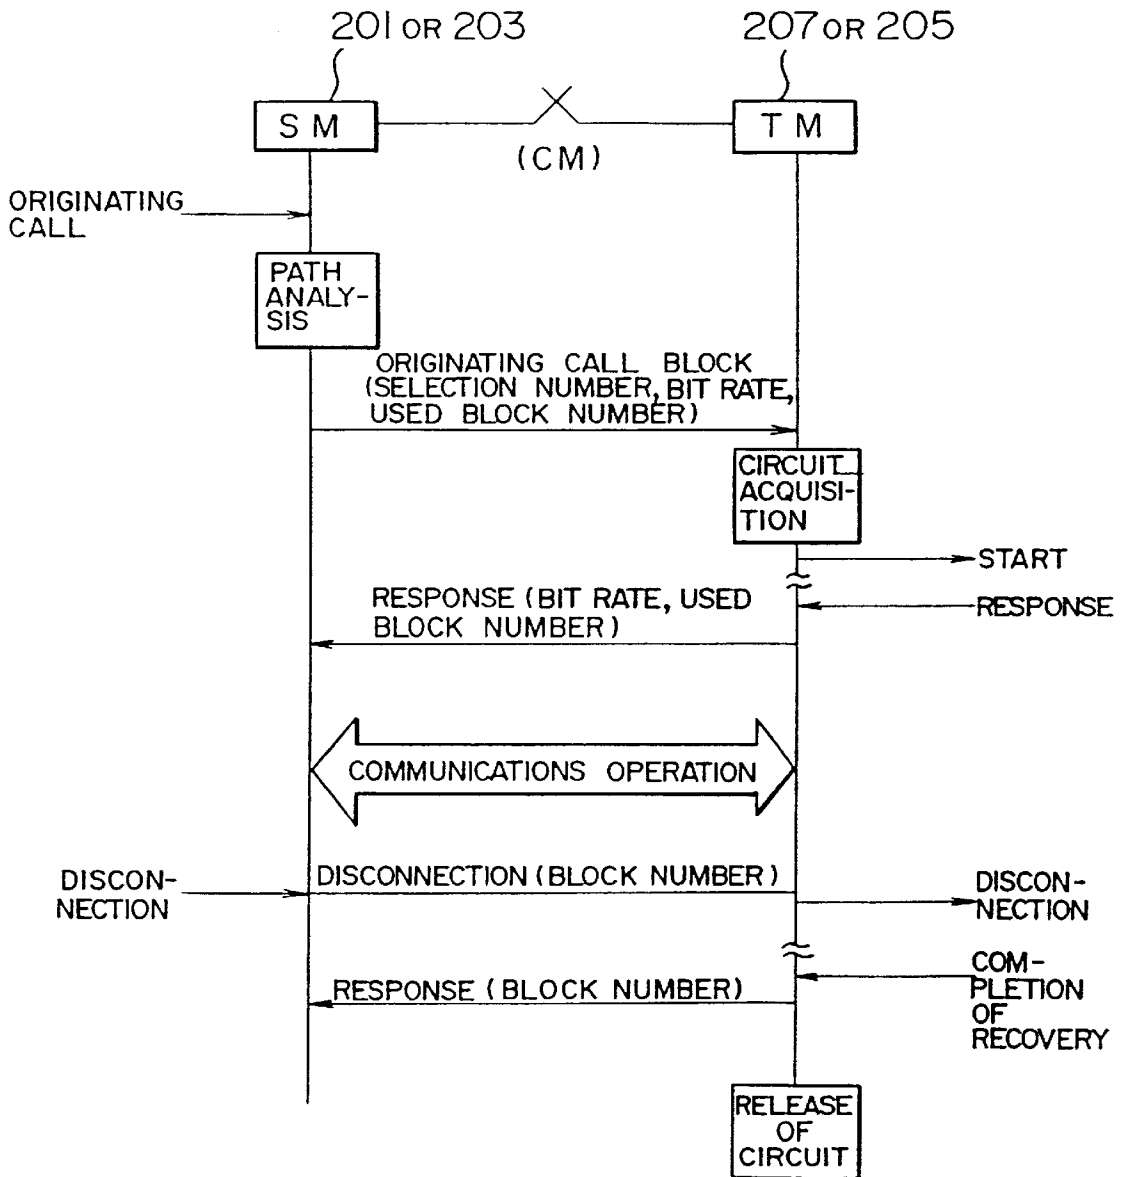 201 OR 203
207 OR 205
SM
TM
(CM)
ORIGINATING
CALL
PATH
ANALY-
SIS
ORIGINATING CALL BLOCK
(SELECTION NUMBER, BIT RATE,
USED BLOCK NUMBER)
CIRCUIT
ACQUISI-
TION
START
RESPONSE (BIT RATE, USED
BLOCK NUMBER)
RESPONSE
COMMUNICATIONS OPERATION
DISCON-
NECTION
DISCONNECTION (BLOCK NUMBER)
DISCON-
NECTION
RESPONSE (BLOCK NUMBER)
COM-
PLETION
OF
RECOVERY
RELEASE
OF
CIRCUIT